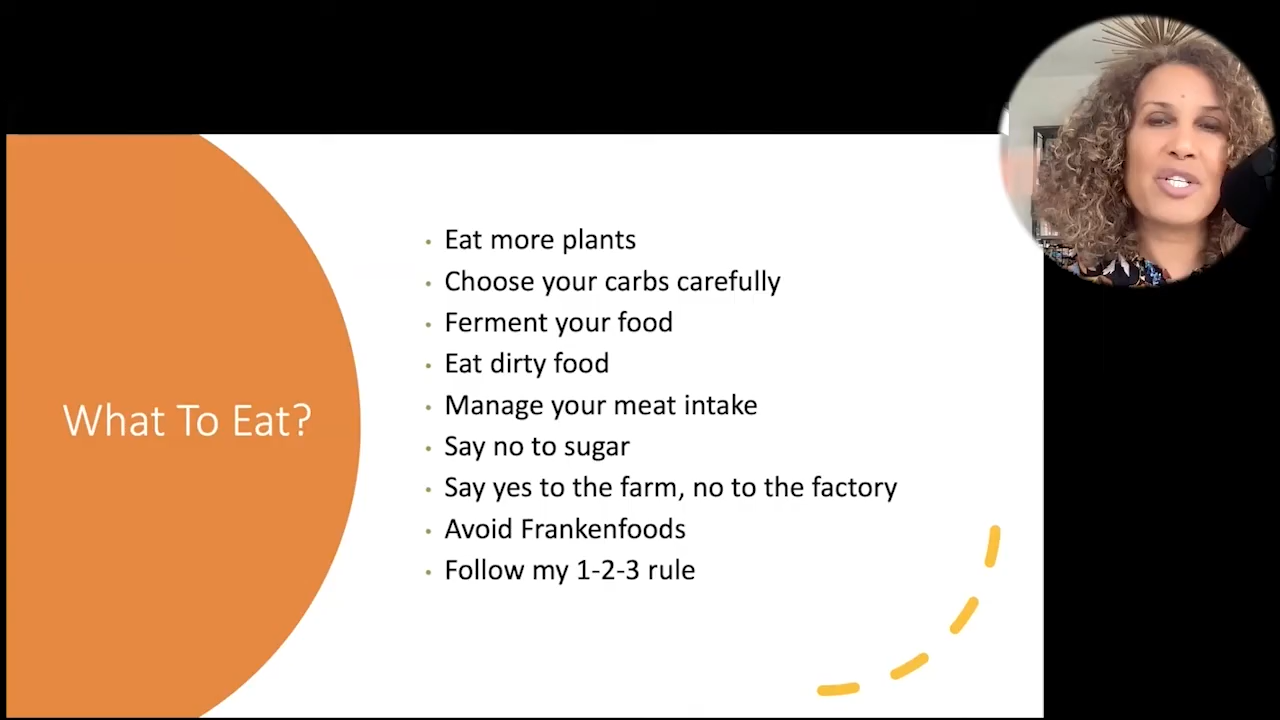 What To Eat?
Eat more plants
Choose your carbs carefully
Ferment your food
Eat dirty food
Manage your meat intake
Say no to sugar
Say yes to the farm, no to the factory
Avoid Frankenfoods
Follow my 1-2-3 rule